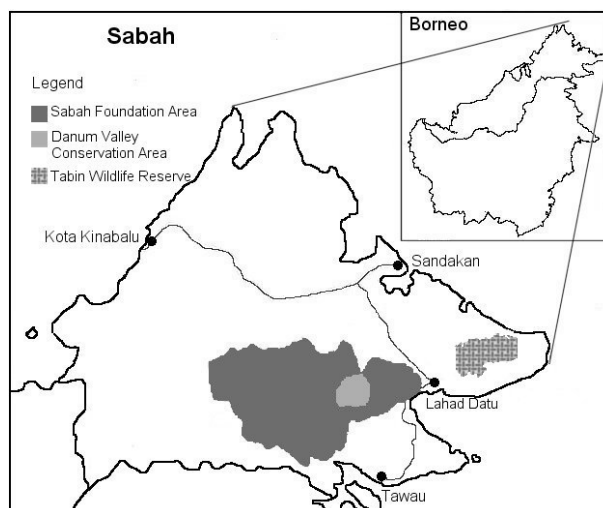 Sabah
Borneo
Legend
Sabah Foundation Area
Danum Valley
Conservation Area
Tabin Wildlife Reserve
Kota Kinabalu
Sandakan
Lahad Datu
Tawau